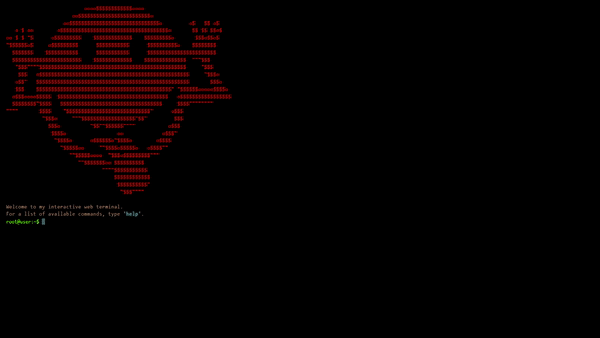 Welcome to my interactive web terminal.
For a list of available commands, type 'help'.
root@user:~$